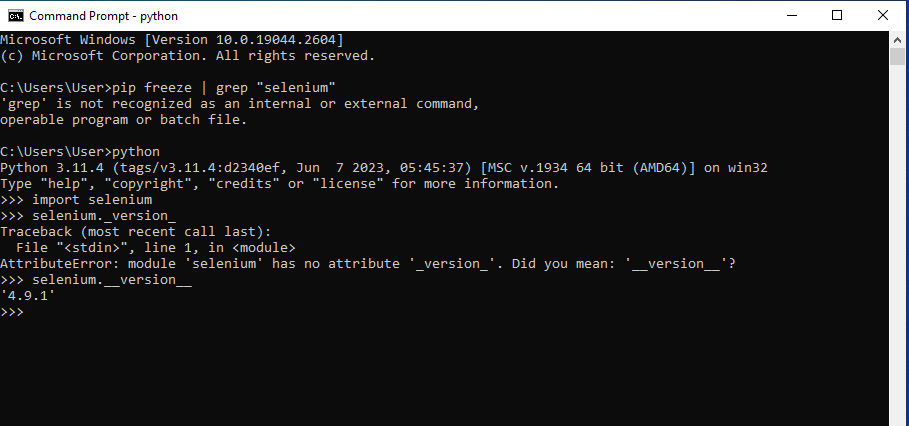 Command Prompt - python
Microsoft Windows [Version 10.0.19044.2604]
(c) Microsoft Corporation. All rights reserved.
C:\Users\User>pip freeze | grep "selenium"
'grep' is not recognized as an internal or external command,
operable program or batch file.
C:\Users\User>python
Python 3.11.4 (tags/v3.11.4:d2340ef, Jun  7 2023, 05:45:37) [MSC v.1934 64 bit (AMD64)] on win32
Type "help", "copyright", "credits" or "license" for more information.
>>> import selenium
>>> selenium._version_
Traceback (most recent call last):
  File "<stdin>", line 1, in <module>
AttributeError: module 'selenium' has no attribute '_version_'. Did you mean: '__version__'?
>>> selenium.__version__
'4.9.1'
>>>